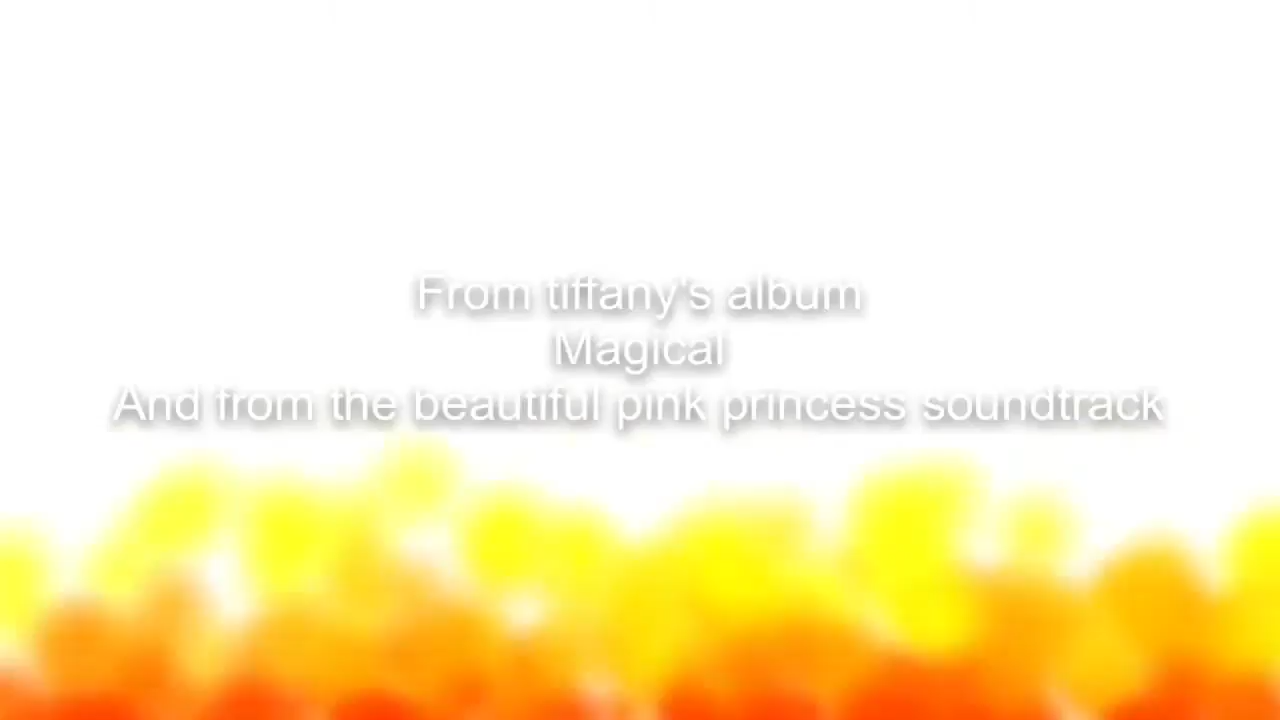 From tiffany's album
Magical
And from the beautiful pink princess soundtrack